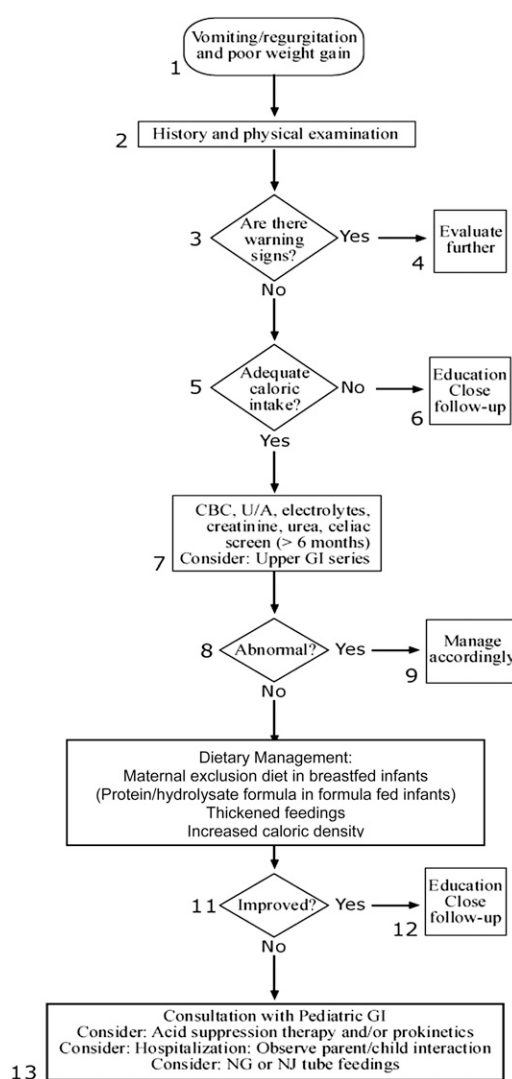 Vomiting/regurgitation
and poor weight gain
1
2
History and physical examination
3
Are there
warning
signs?
Yes
Evaluate
further
4
No
5
Adequate
caloric
intake?
No
Education
Close
follow-up
6
Yes
CBC, U/A, electrolytes,
creatinine, urea, celiac
screen (> 6 months)
Consider: Upper GI series
7
8
Abnormal?
Yes
Manage
accordingly
9
No
Dietary Management:
Maternal exclusion diet in breastfed infants
(Protein/hydrolysate formula in formula fed infants)
Thickened feedings
Increased caloric density
11
Improved?
Yes
Education
Close
follow-up
12
No
Consultation with Pediatric GI
Consider: Acid suppression therapy and/or prokinetics
Consider: Hospitalization: Observe parent/child interaction
Consider: NG or NJ tube feedings
13